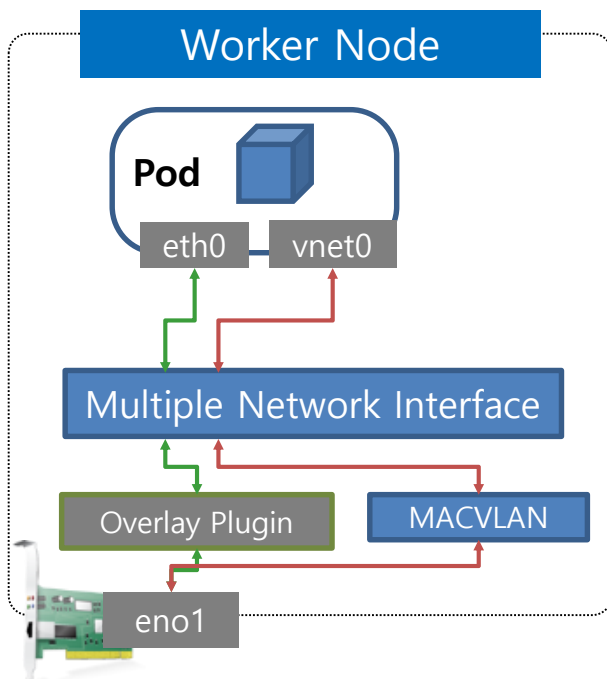 Worker Node
Pod
eth0
vnet0
Multiple Network Interface
Overlay Plugin
MACVLAN
eno1